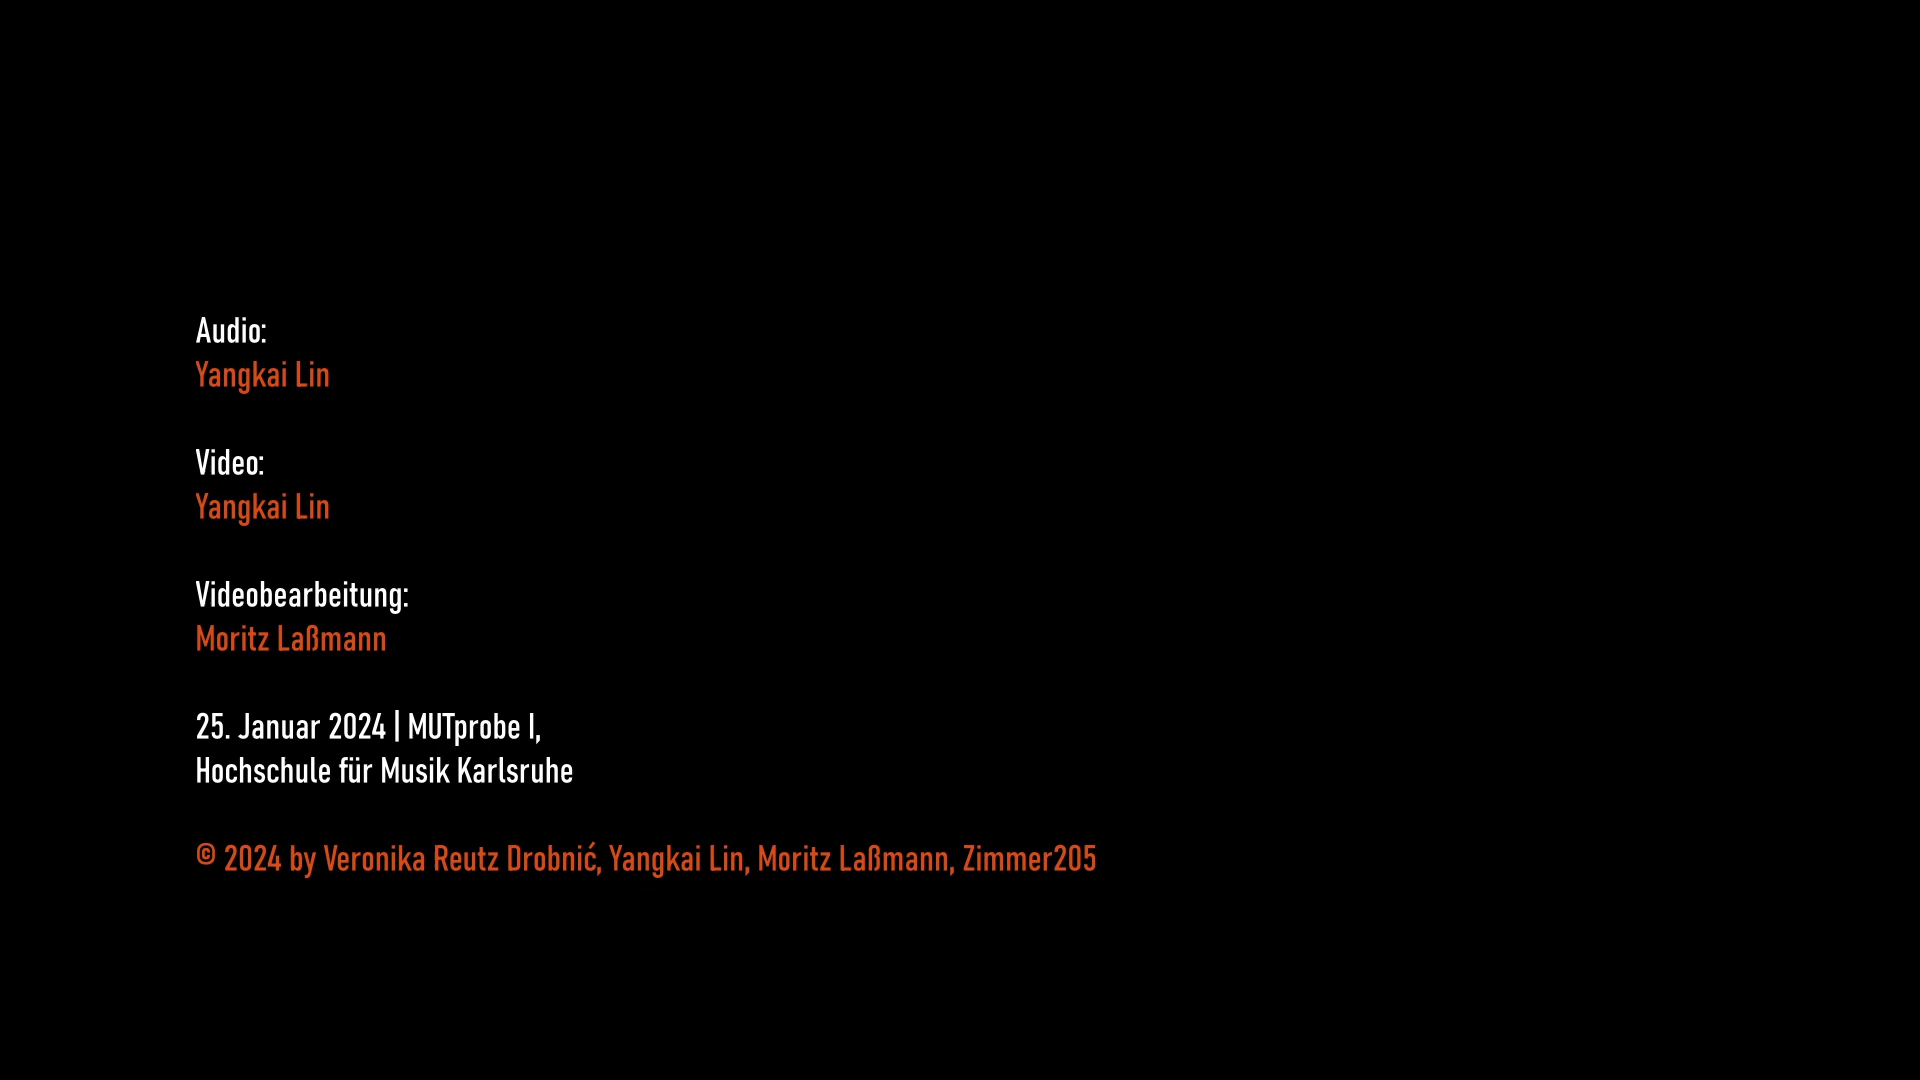 Audio:
Yangkai Lin
Video:
Yangkai Lin
Videobearbeitung:
Moritz Laßmann
25. Januar 2024 | MUTprobe I,
Hochschule für Musik Karlsruhe
© 2024 by Veronika Reutz Drobnić, Yangkai Lin, Moritz Laßmann, Zimmer205